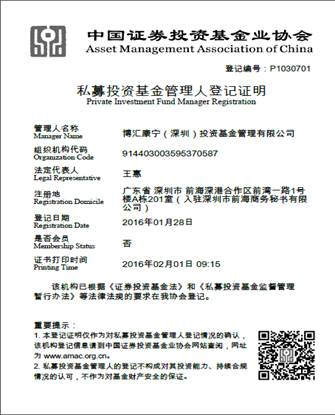 中国证券投资基金业协会
Asset Management Association of China
登记编号：P1030701
私募投资基金管理人登记证明
Private Investment Fund Manager Registration
管理人名称 博汇康宁（深圳）投资基金管理有限公司
Manager Name
组织机构代码 914403003595370587
Organization Code
法定代表人 王惠
Legal Representative
注册地 广东省 深圳市 前海深港合作区前湾一路1号
Registration Domicile 楼A栋201室（入驻深圳市前海商务秘书有限
公司）
登记日期 2016年01月28日
Registration Date
是否会员 否
Membership Status
证书打印时间 2016年02月01日 09:15
Printing Time
该机构已根据《证券投资基金法》和《私募投资基金监督管理
暂行办法》等法律法规的要求在我协会登记。
重要提示：
1. 本登记证明仅作为对私募投资基金管理人登记情况的确认，
该机构登记信息请到中国证券投资基金业协会网站查阅，网址
为 www.amac.org.cn。
2. 私募投资基金管理人的登记不构成对其投资能力、持续合规
情况的认可，不作为对基金财产安全的保证。